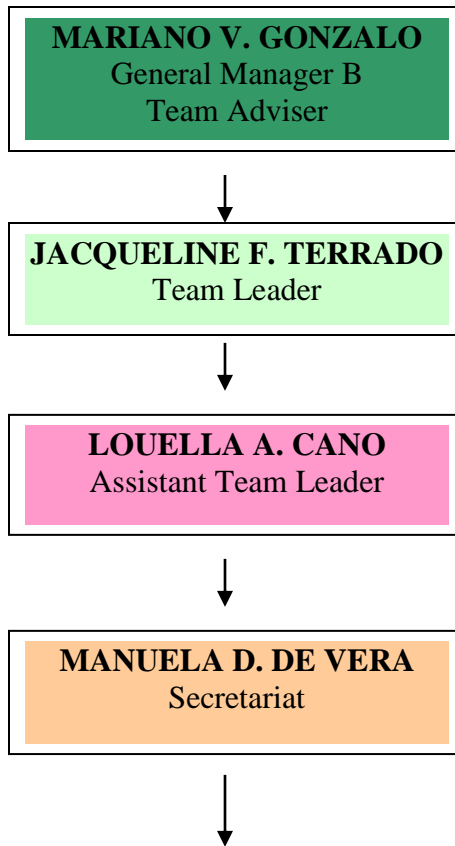 MARIANO V. GONZALO
General Manager B
Team Adviser
JACQUELINE F. TERRADO
Team Leader
LOUELLA A. CANO
Assistant Team Leader
MANUELA D. DE VERA
Secretariat